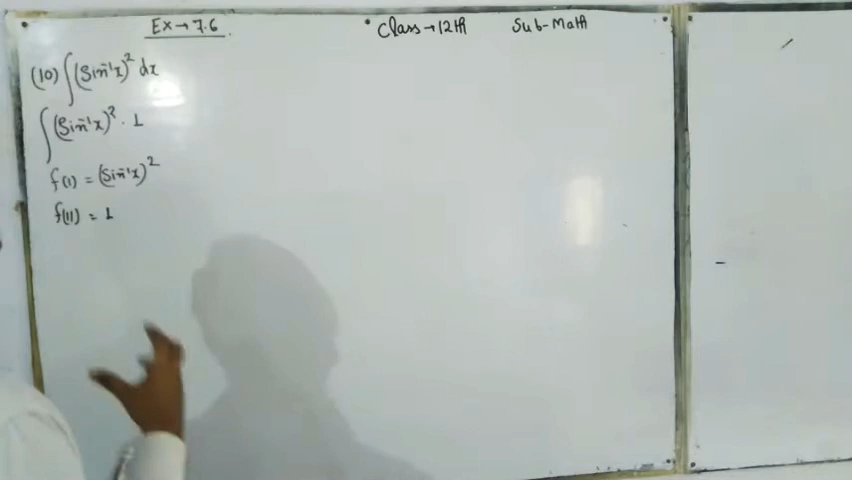 Ex→7.6. • Class→12th Sub-Math
(10) ∫(Sin⁻¹x)² dx
∫(Sin⁻¹x)² · 1
f(I) = (Sin⁻¹x)²
f(II) = 1